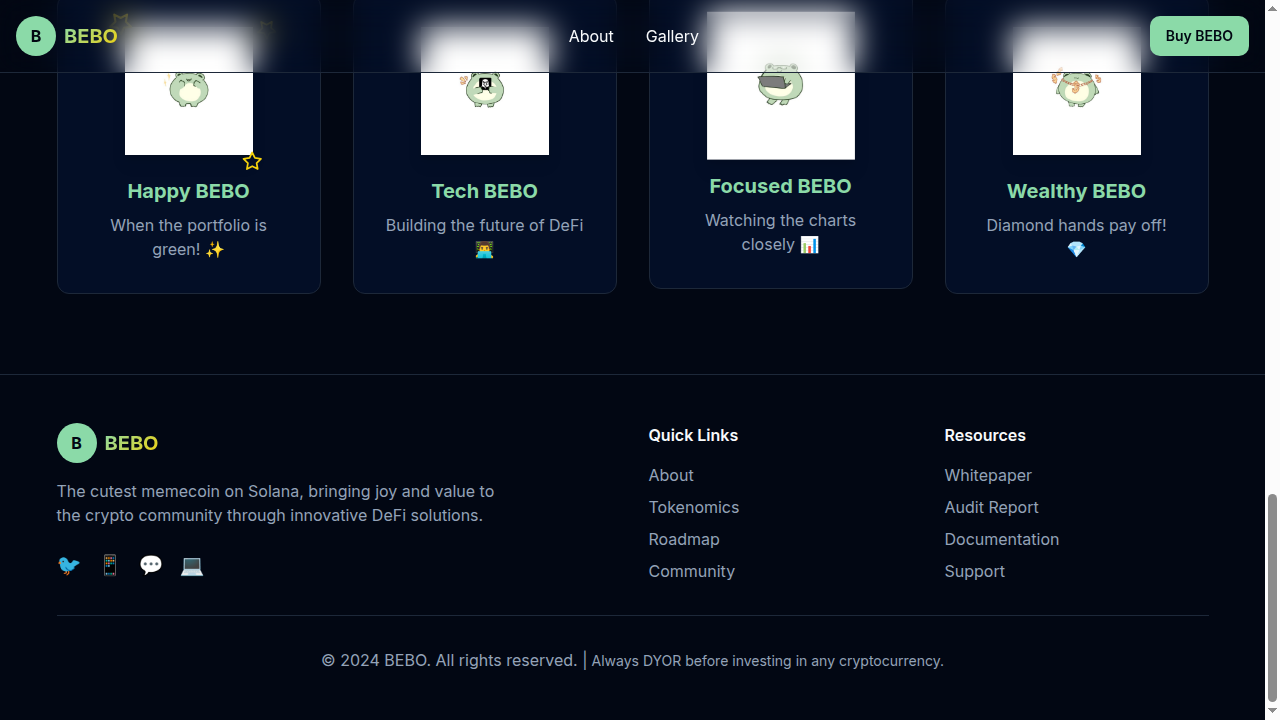 B BEBO About Gallery Buy BEBO
Happy BEBO
When the portfolio is
green! ✨
Tech BEBO
Building the future of DeFi
👨‍💻
Focused BEBO
Watching the charts
closely 📊
Wealthy BEBO
Diamond hands pay off!
💎
B BEBO
The cutest memecoin on Solana, bringing joy and value to
the crypto community through innovative DeFi solutions.
🐦 📱 💬 💻
Quick Links
About
Tokenomics
Roadmap
Community
Resources
Whitepaper
Audit Report
Documentation
Support
© 2024 BEBO. All rights reserved. | Always DYOR before investing in any cryptocurrency.